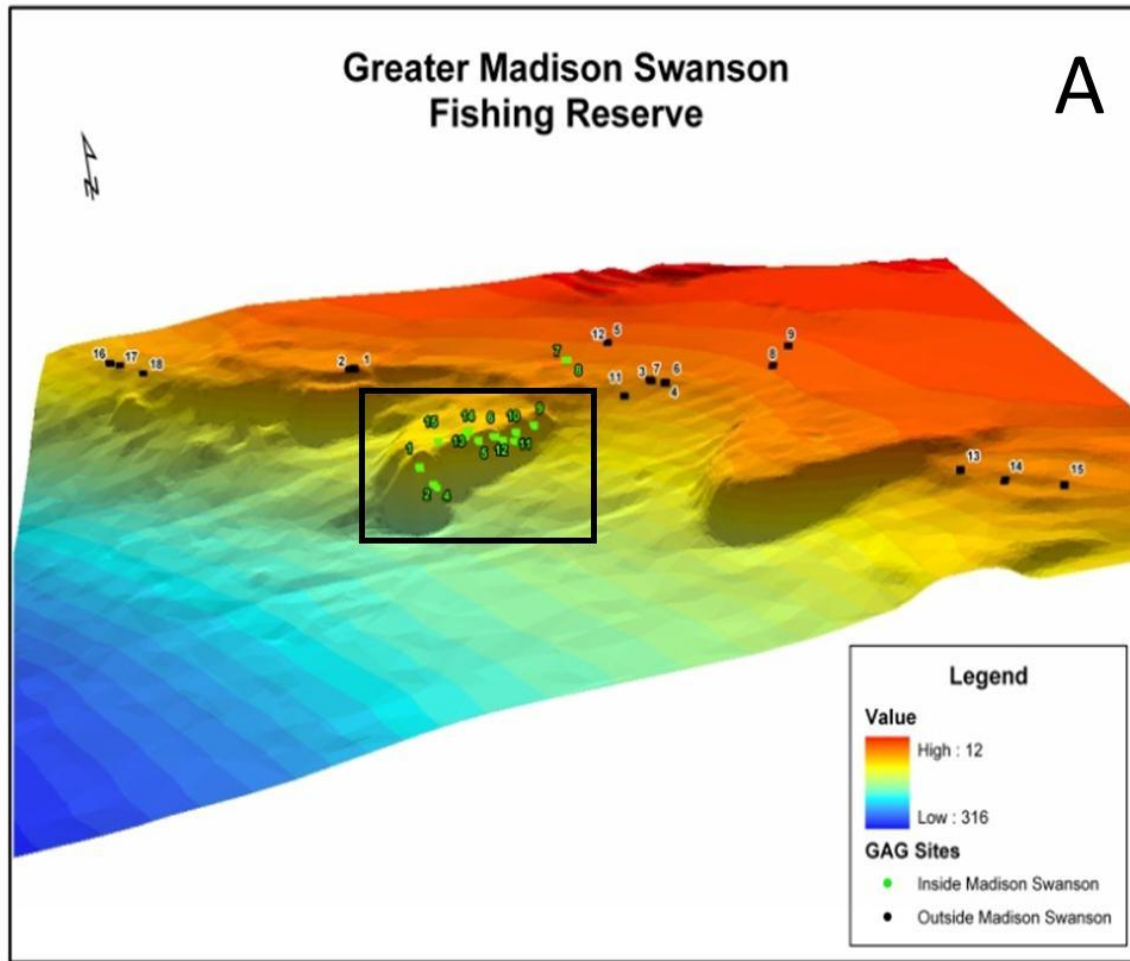 Greater Madison Swanson
Fishing Reserve
A
N
12 5
9
7
8
16 17 18
2 1
8
11 3 7 6
4
15 14 6 10 9
13
1
5 12 11
2 4
13
14
15
Legend
Value
High : 12
Low : 316
GAG Sites
Inside Madison Swanson
Outside Madison Swanson